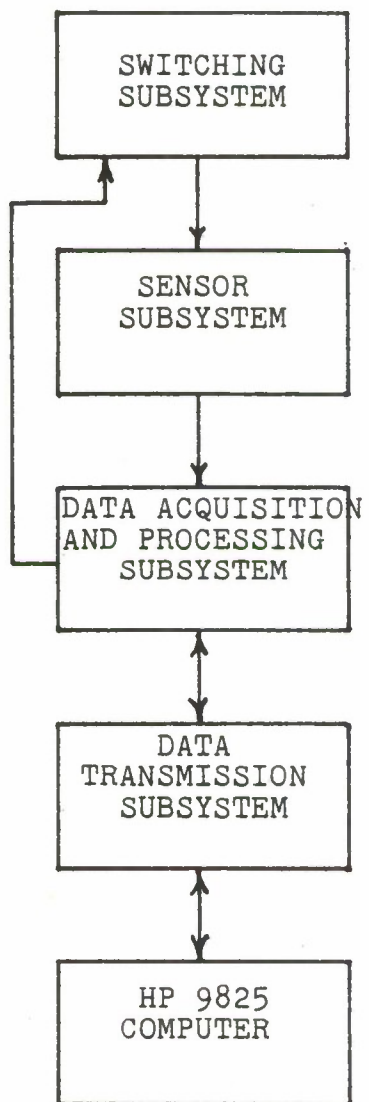 SWITCHING
SUBSYSTEM
SENSOR
SUBSYSTEM
DATA ACQUISITION
AND PROCESSING
SUBSYSTEM
DATA
TRANSMISSION
SUBSYSTEM
HP 9825
COMPUTER